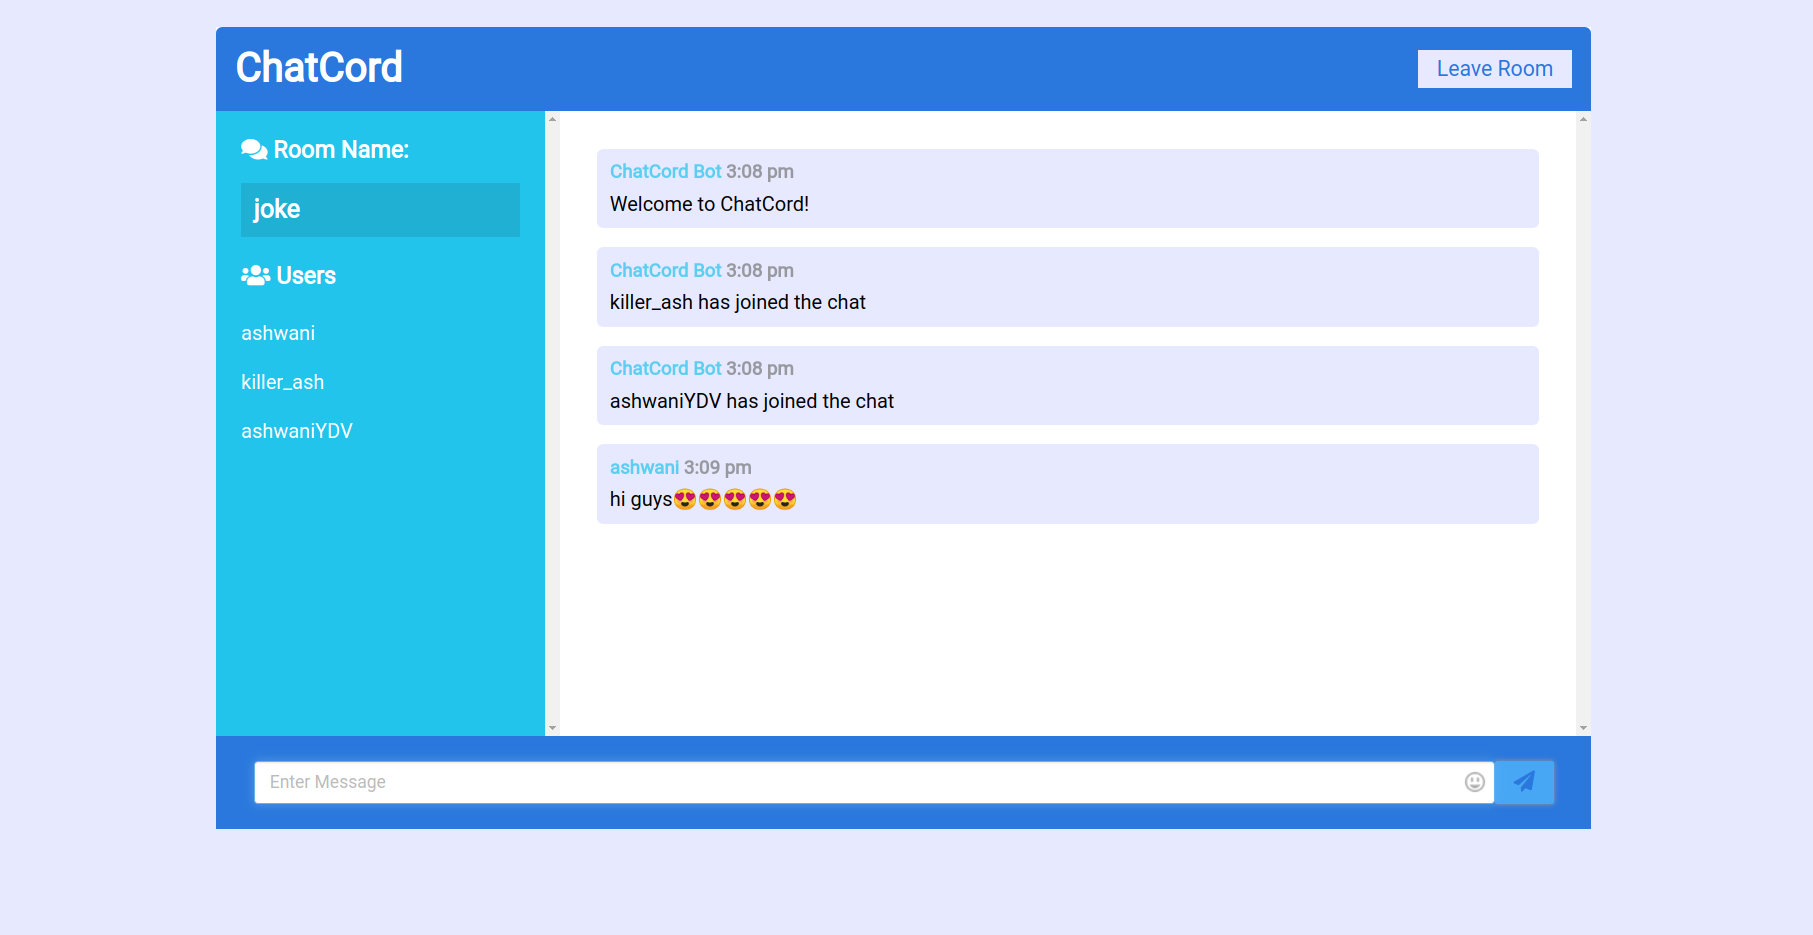 ChatCord
Leave Room
Room Name:
joke
Users
ashwani
killer_ash
ashwaniYDV
ChatCord Bot 3:08 pm
Welcome to ChatCord!
ChatCord Bot 3:08 pm
killer_ash has joined the chat
ChatCord Bot 3:08 pm
ashwaniYDV has joined the chat
ashwani 3:09 pm
hi guys😍😍😍😍😍
Enter Message